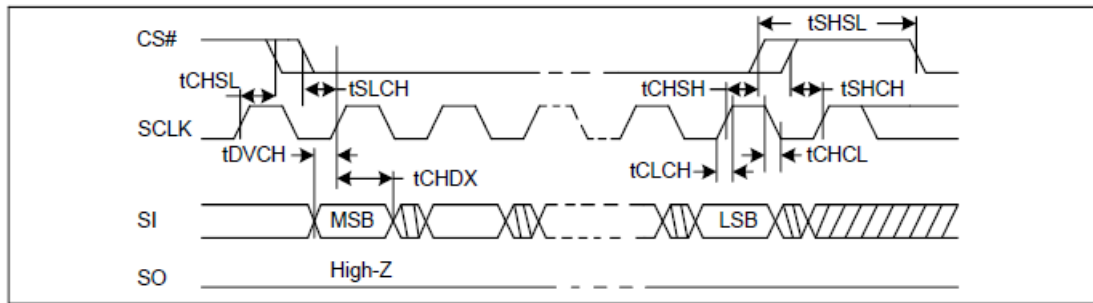 tSHSL
CS#
tCHSL
tSLCH
tCHSH
tSHCH
SCLK
tDVCH
tCHDX
tCLCH
tCHCL
SI
MSB
LSB
High-Z
SO